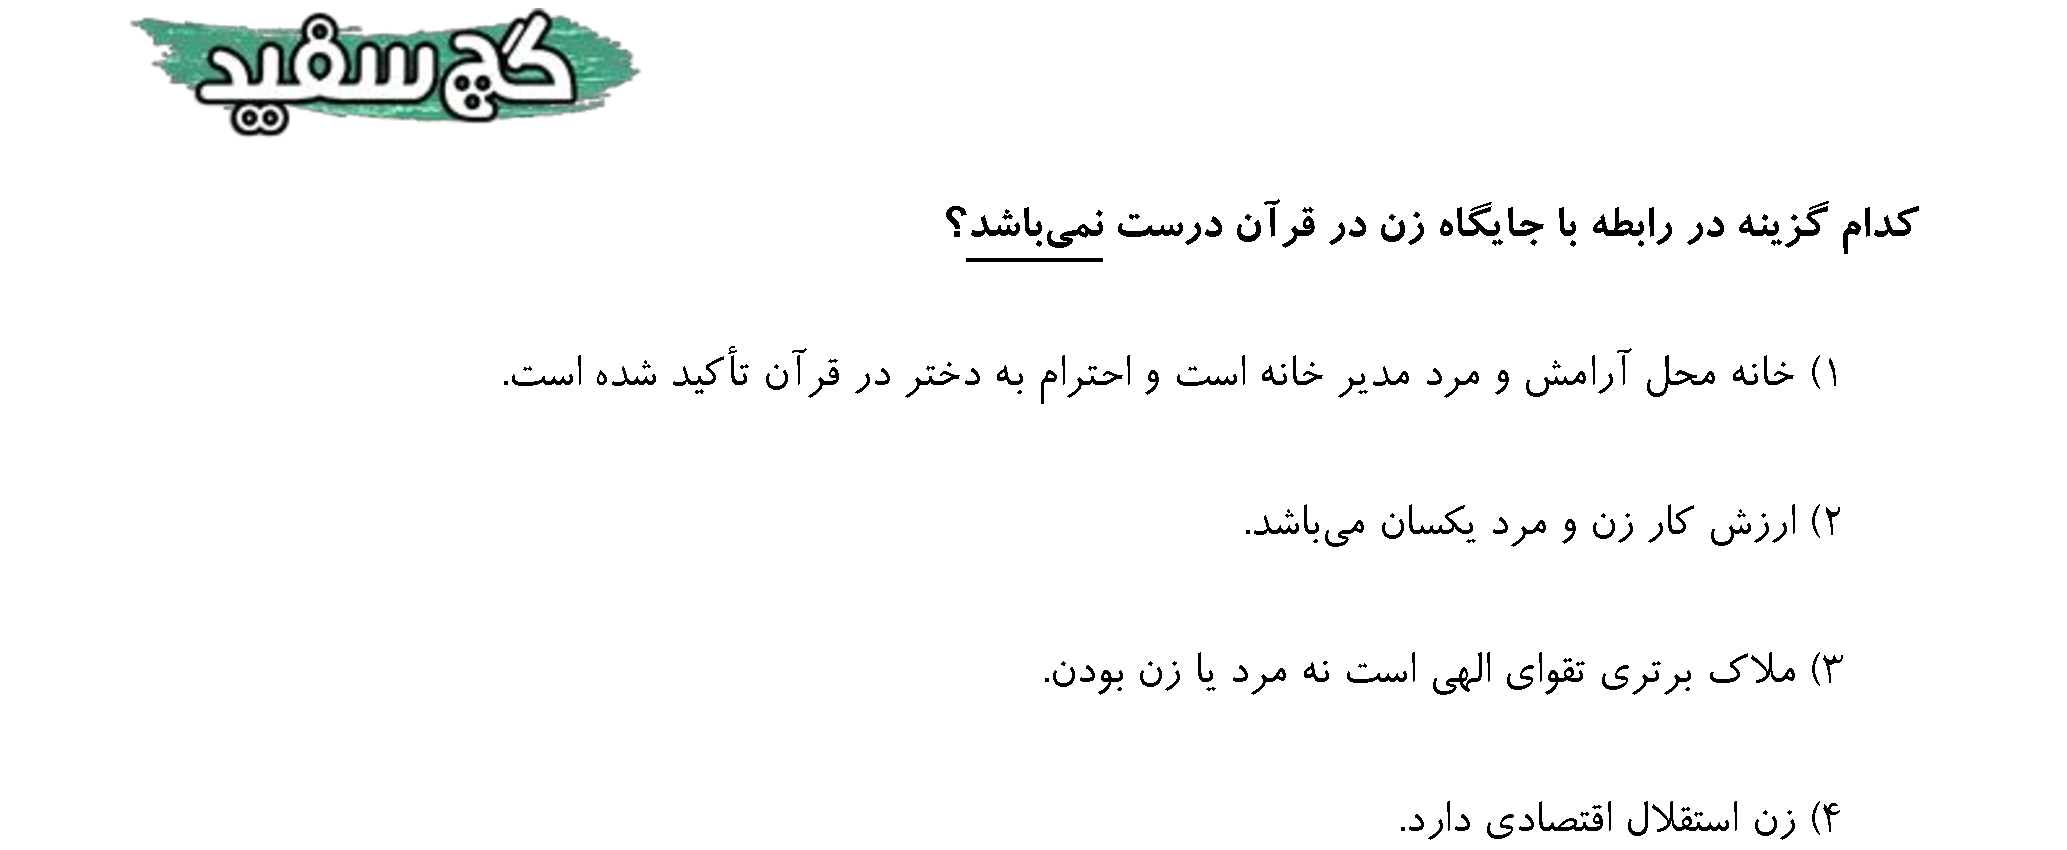 گچ سفید
کدام گزینه در رابطه با جایگاه زن در قرآن درست نمی‌باشد؟
۱) خانه محل آرامش و مرد مدیر خانه است و احترام به دختر در قرآن تأکید شده است.
۲) ارزش کار زن و مرد یکسان می‌باشد.
۳) ملاک برتری تقوای الهی است نه مرد یا زن بودن.
۴) زن استقلال اقتصادی دارد.